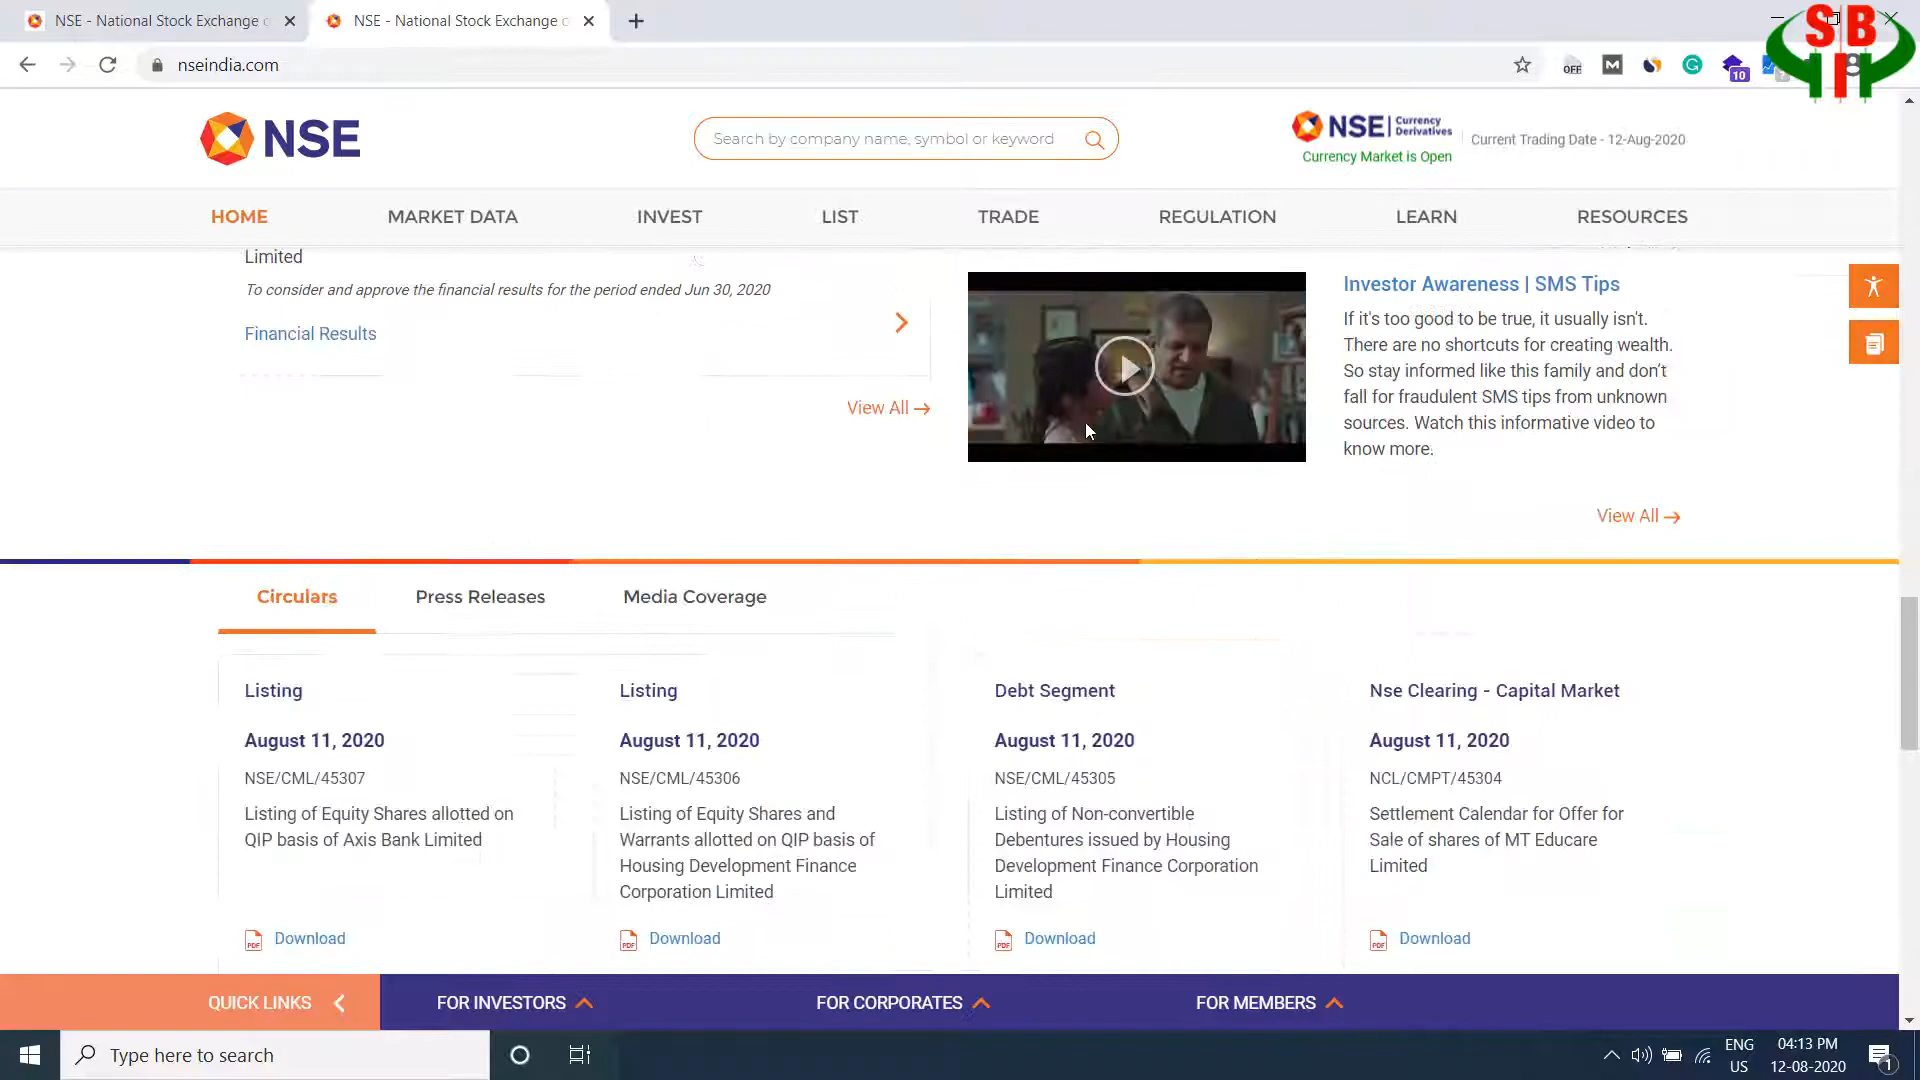 NSE - National Stock Exchange o
NSE - National Stock Exchange o
nseindia.com
OFF
M
10
SB
NSE
Search by company name, symbol or keyword
NSE Currency Derivatives
Currency Market is Open
Current Trading Date - 12-Aug-2020
HOME MARKET DATA INVEST LIST TRADE REGULATION LEARN RESOURCES
Limited
To consider and approve the financial results for the period ended Jun 30, 2020
Financial Results
View All
Investor Awareness | SMS Tips
If it's too good to be true, it usually isn't.
There are no shortcuts for creating wealth.
So stay informed like this family and don't
fall for fraudulent SMS tips from unknown
sources. Watch this informative video to
know more.
View All
Circulars Press Releases Media Coverage
Listing
August 11, 2020
NSE/CML/45307
Listing of Equity Shares allotted on
QIP basis of Axis Bank Limited
PDF Download
Listing
August 11, 2020
NSE/CML/45306
Listing of Equity Shares and
Warrants allotted on QIP basis of
Housing Development Finance
Corporation Limited
PDF Download
Debt Segment
August 11, 2020
NSE/CML/45305
Listing of Non-convertible
Debentures issued by Housing
Development Finance Corporation
Limited
PDF Download
Nse Clearing - Capital Market
August 11, 2020
NCL/CMPT/45304
Settlement Calendar for Offer for
Sale of shares of MT Educare
Limited
PDF Download
QUICK LINKS FOR INVESTORS FOR CORPORATES FOR MEMBERS
Type here to search
ENG
US
04:13 PM
12-08-2020
1